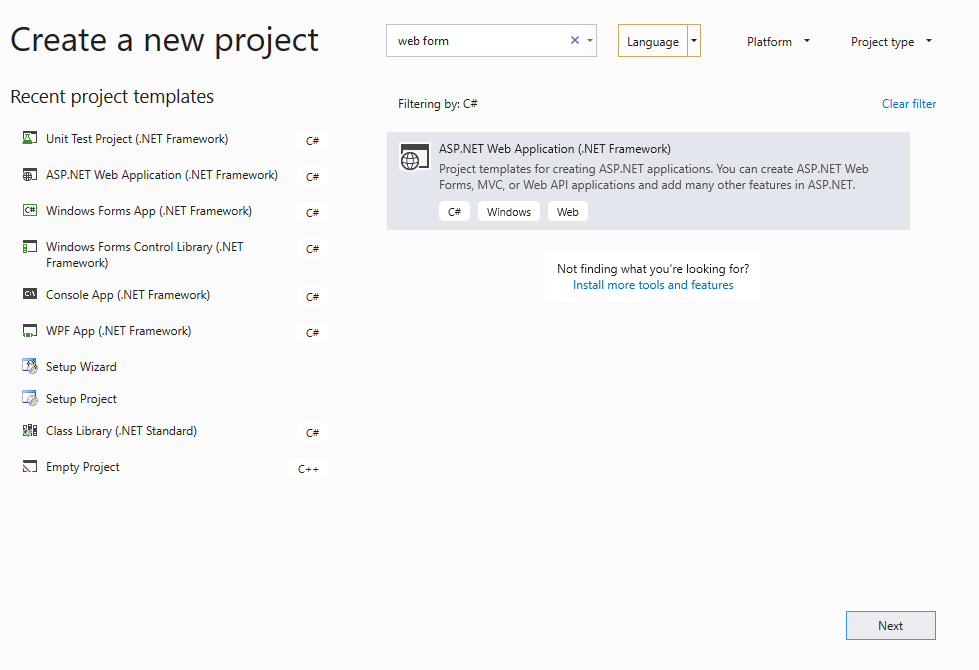 Create a new project
web form
Language
Platform
Project type
Recent project templates
Filtering by: C#
Clear filter
Unit Test Project (.NET Framework)
C#
ASP.NET Web Application (.NET Framework)
C#
Windows Forms App (.NET Framework)
C#
Windows Forms Control Library (.NET
Framework)
C#
Console App (.NET Framework)
C#
WPF App (.NET Framework)
C#
Setup Wizard
Setup Project
Class Library (.NET Standard)
C#
Empty Project
C++
ASP.NET Web Application (.NET Framework)
Project templates for creating ASP.NET applications. You can create ASP.NET Web
Forms, MVC, or Web API applications and add many other features in ASP.NET.
C#
Windows
Web
Not finding what you're looking for?
Install more tools and features
Next